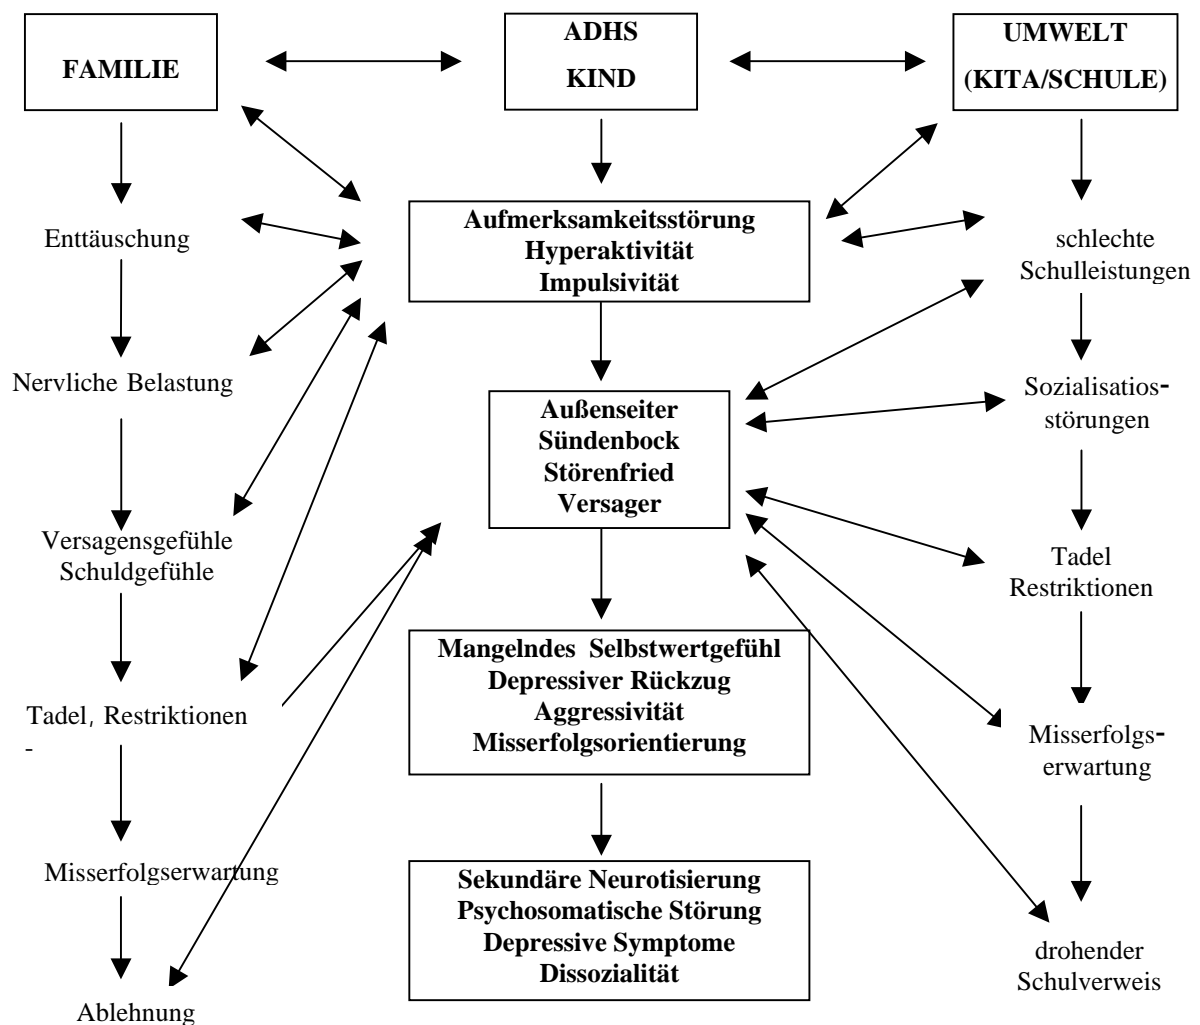 FAMILIE
ADHS
KIND
UMWELT
(KITA/SCHULE)
Enttäuschung
Aufmerksamkeitsstörung
Hyperaktivität
Impulsivität
schlechte
Schulleistungen
Nervliche Belastung
Außenseiter
Sündenbock
Störenfried
Versager
Sozialisatios-
störungen
Versagensgefühle
Schuldgefühle
Tadel
Restriktionen
Mangelndes Selbstwertgefühl
Depressiver Rückzug
Aggressivität
Misserfolgsorientierung
Tadel, Restriktionen
-
Misserfolgs-
erwartung
Misserfolgserwartung
Sekundäre Neurotisierung
Psychosomatische Störung
Depressive Symptome
Dissozialität
drohender
Schulverweis
Ablehnung